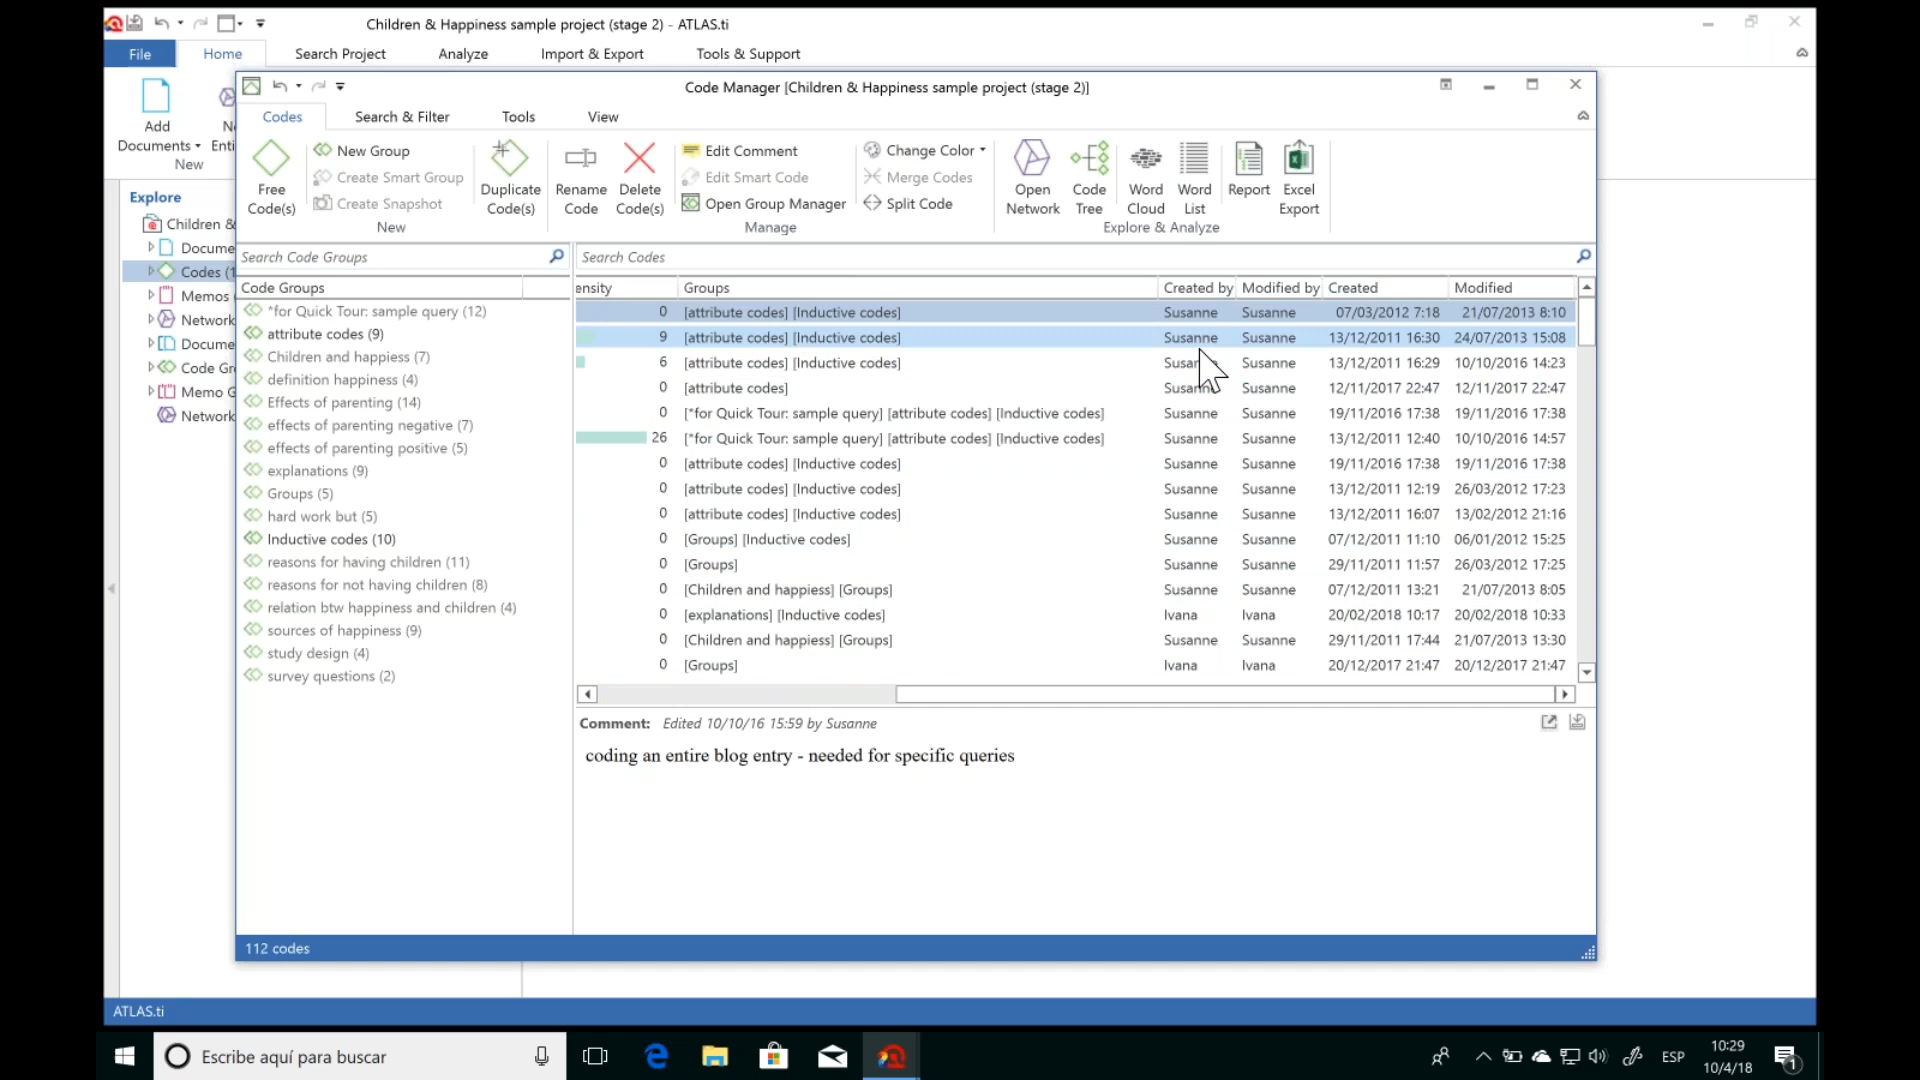 Children & Happiness sample project (stage 2) - ATLAS.ti
File Home Search Project Analyze Import & Export Tools & Support
Add
Documents
New
Explore
Children &
Docume
Codes (1
Memos
Network
Docume
Code Gr
Memo G
Network
Code Manager [Children & Happiness sample project (stage 2)]
Codes Search & Filter Tools View
Free
Code(s)
New Group
Create Smart Group
Create Snapshot
New
Duplicate
Code(s)
Rename
Code
Delete
Code(s)
Edit Comment
Edit Smart Code
Open Group Manager
Manage
Change Color
Merge Codes
Split Code
Open
Network
Code
Tree
Word
Cloud
Word
List
Report
Excel
Export
Explore & Analyze
Search Code Groups
Code Groups
*for Quick Tour: sample query (12)
attribute codes (9)
Children and happiess (7)
definition happiness (4)
Effects of parenting (14)
effects of parenting negative (7)
effects of parenting positive (5)
explanations (9)
Groups (5)
hard work but (5)
Inductive codes (10)
reasons for having children (11)
reasons for not having children (8)
relation btw happiness and children (4)
sources of happiness (9)
study design (4)
survey questions (2)
Search Codes
ensity Groups Created by Modified by Created Modified
0 [attribute codes] [Inductive codes] Susanne Susanne 07/03/2012 7:18 21/07/2013 8:10
9 [attribute codes] [Inductive codes] Susanne Susanne 13/12/2011 16:30 24/07/2013 15:08
6 [attribute codes] [Inductive codes] Susanne Susanne 13/12/2011 16:29 10/10/2016 14:23
0 [attribute codes] Susanne Susanne 12/11/2017 22:47 12/11/2017 22:47
0 [*for Quick Tour: sample query] [attribute codes] [Inductive codes] Susanne Susanne 19/11/2016 17:38 19/11/2016 17:38
26 [*for Quick Tour: sample query] [attribute codes] [Inductive codes] Susanne Susanne 13/12/2011 12:40 10/10/2016 14:57
0 [attribute codes] [Inductive codes] Susanne Susanne 19/11/2016 17:38 19/11/2016 17:38
0 [attribute codes] [Inductive codes] Susanne Susanne 13/12/2011 12:19 26/03/2012 17:23
0 [attribute codes] [Inductive codes] Susanne Susanne 13/12/2011 16:07 13/02/2012 21:16
0 [Groups] [Inductive codes] Susanne Susanne 07/12/2011 11:10 06/01/2012 15:25
0 [Groups] Susanne Susanne 29/11/2011 11:57 26/03/2012 17:25
0 [Children and happiess] [Groups] Susanne Susanne 07/12/2011 13:21 21/07/2013 8:05
0 [explanations] [Inductive codes] Ivana Ivana 20/02/2018 10:17 20/02/2018 10:33
0 [Children and happiess] [Groups] Susanne Susanne 29/11/2011 17:44 21/07/2013 13:30
0 [Groups] Ivana Ivana 20/12/2017 21:47 20/12/2017 21:47
Comment: Edited 10/10/16 15:59 by Susanne
coding an entire blog entry - needed for specific queries
112 codes
ATLAS.ti
Escribe aquí para buscar
ESP
10:29
10/4/18
1